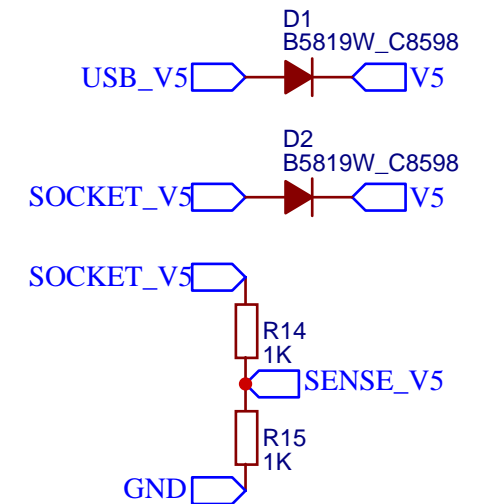 D1
B5819W_C8598
USB_V5 V5
D2
B5819W_C8598
SOCKET_V5 V5
SOCKET_V5
R14
1K
SENSE_V5
R15
1K
GND